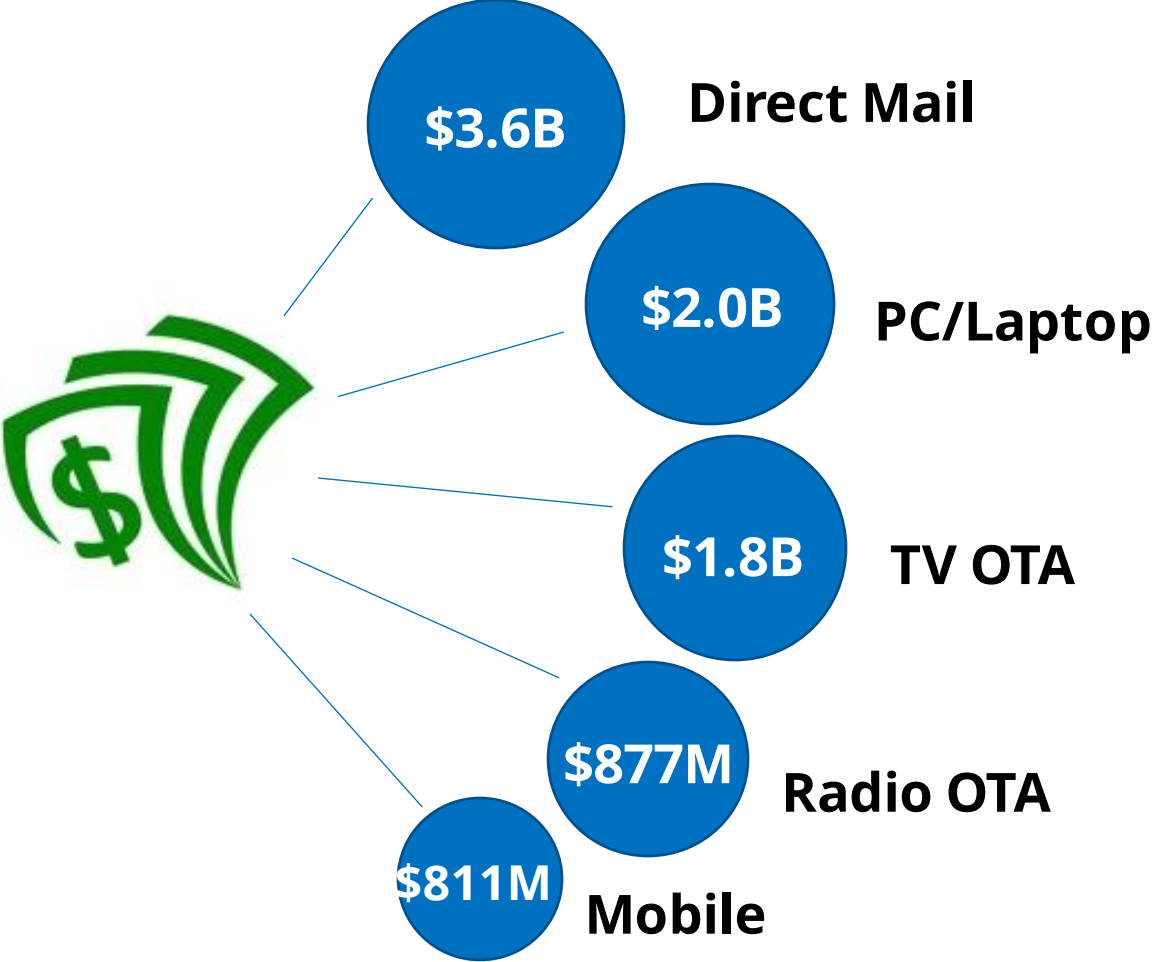 $3.6B
Direct Mail
$2.0B
PC/Laptop
$1.8B
TV OTA
$877M
Radio OTA
$811M
Mobile
$